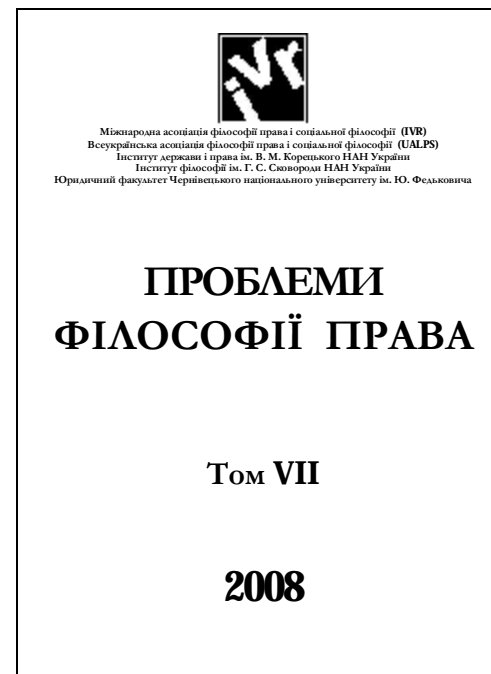 ivr
Міжнародна асоціація філософії права і соціальної філософії (IVR)
Всеукраїнська асоціація філософії права і соціальної філософії (UALPS)
Інститут держави і права ім. В. М. Корецького НАН України
Інститут філософії ім. Г. С. Сковороди НАН України
Юридичний факультет Чернівецького національного університету ім. Ю. Федьковича
ПРОБЛЕМИ
ФІЛОСОФІЇ ПРАВА
Том VII
2008